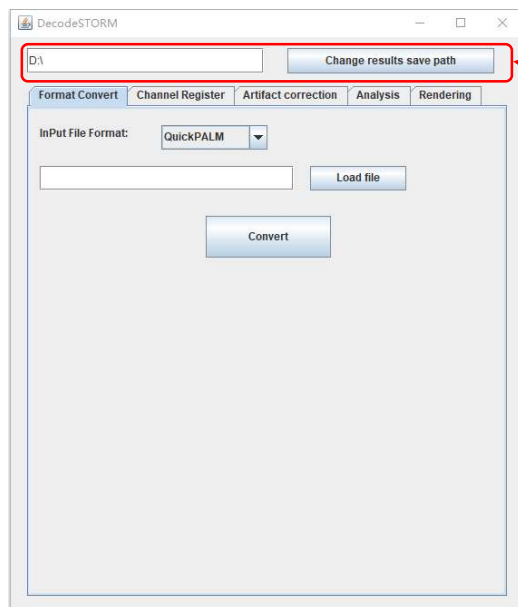 DecodeSTORM
D:\ Change results save path
Format Convert Channel Register Artifact correction Analysis Rendering
InPut File Format: QuickPALM
Load file
Convert